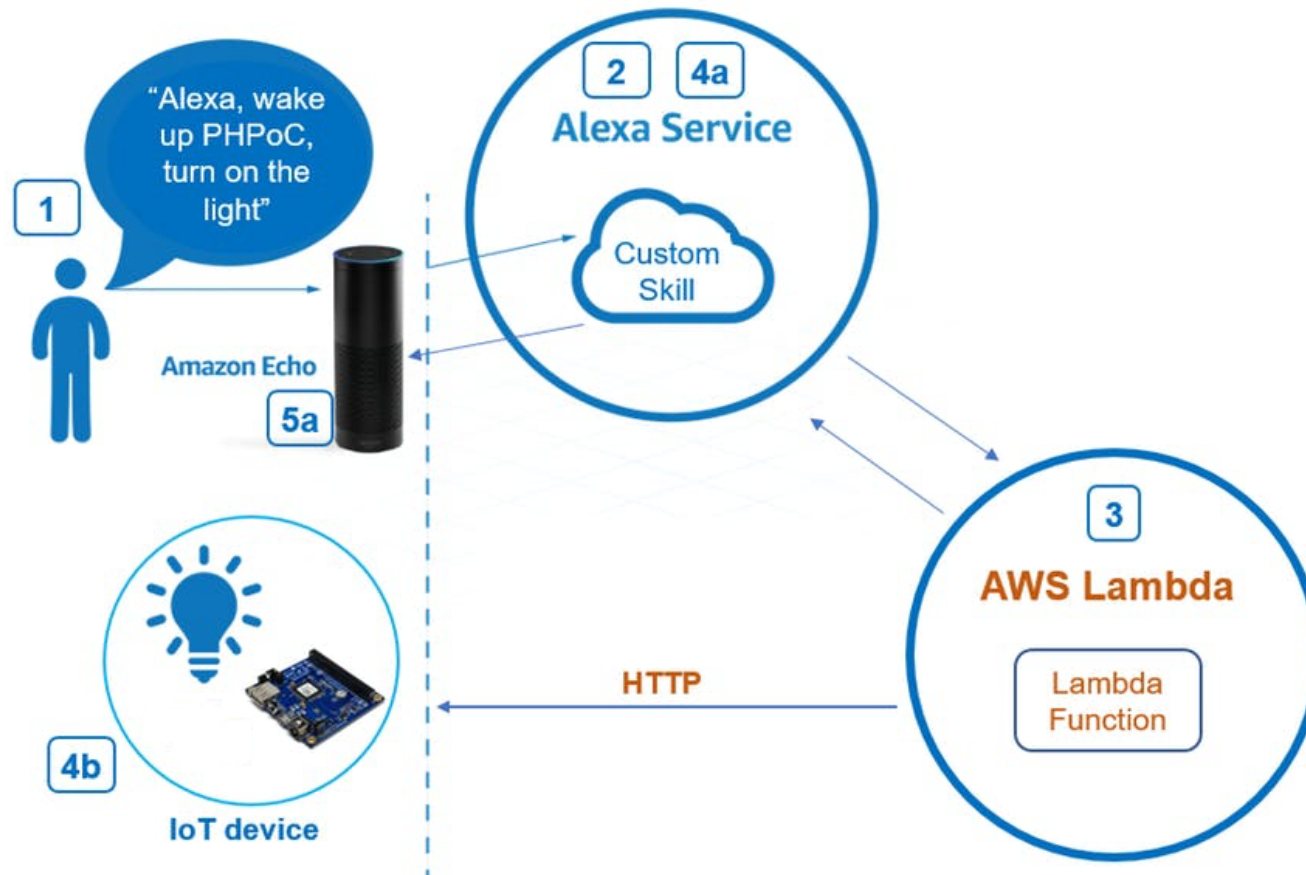 “Alexa, wake
up PHPoC,
turn on the
light”
1
2
4a
Alexa Service
Custom
Skill
Amazon Echo
5a
3
AWS Lambda
Lambda
Function
HTTP
4b
IoT device